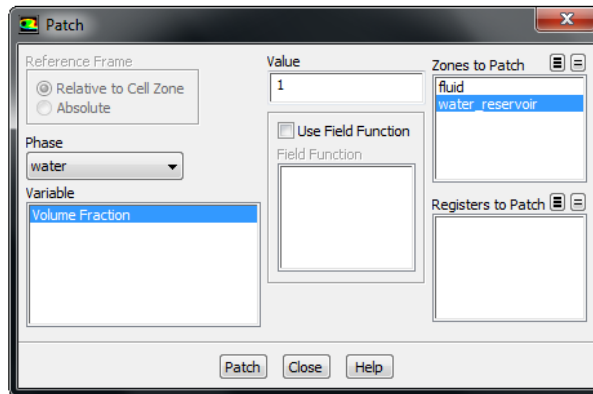 Patch
Reference Frame
Relative to Cell Zone
Absolute
Phase
water
Variable
Volume Fraction
Value
1
Use Field Function
Field Function
Zones to Patch
fluid
water_reservoir
Registers to Patch
Patch
Close
Help